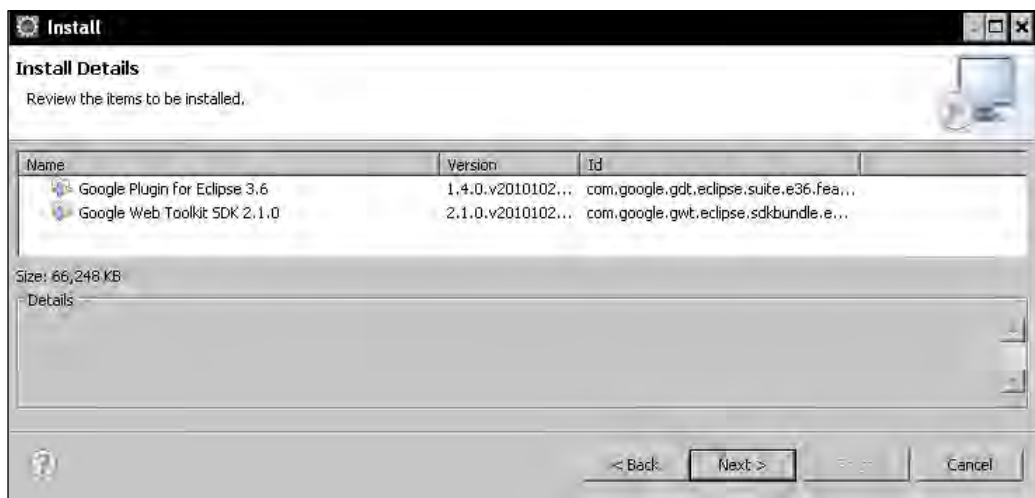 Install
Install Details
Review the items to be installed.
Name Version Id
Google Plugin for Eclipse 3.6 1.4.0.v2010102... com.google.gdt.eclipse.suite.e36.fea...
Google Web Toolkit SDK 2.1.0 2.1.0.v2010102... com.google.gwt.eclipse.sdkbundle.e...
Size: 66,248 KB
Details
< Back Next > Cancel